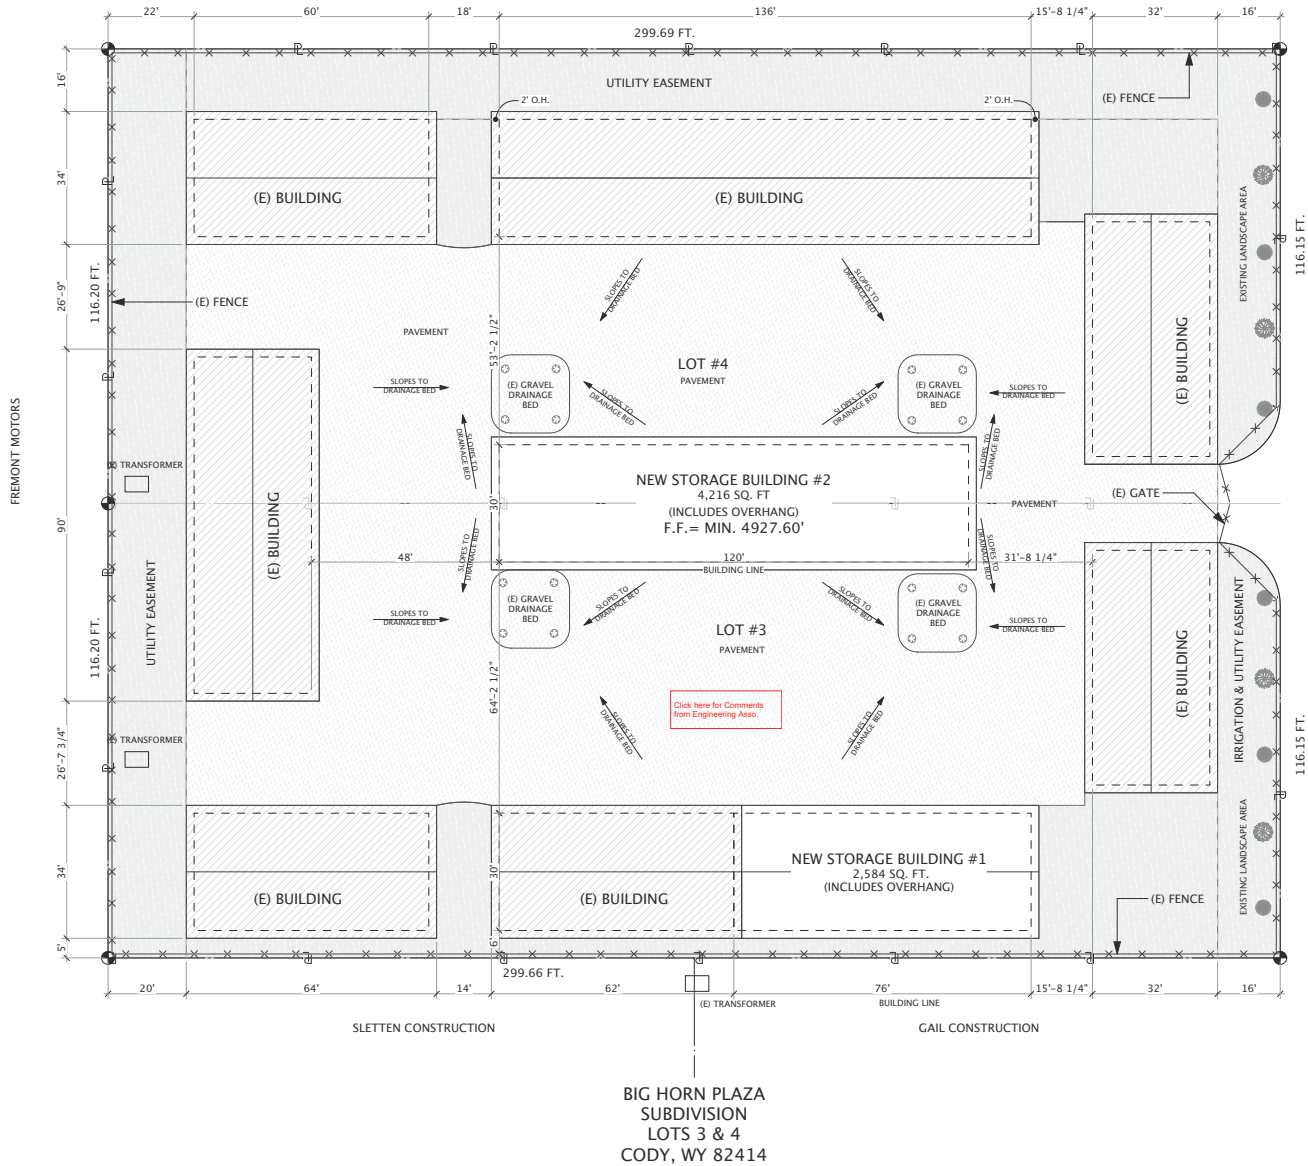 22'
60'
18'
136'
15'-8 1/4"
32'
16'
299.69 FT.
16'
UTILITY EASEMENT
(E) FENCE
2' O.H.
2' O.H.
34'
(E) BUILDING
(E) BUILDING
EXISTING LANDSCAPE AREA
116.15 FT.
26'-9"
116.20 FT.
(E) FENCE
SLOPES TO
DRAINAGE BED
SLOPES TO
DRAINAGE BED
PAVEMENT
53'-2 1/2"
LOT #4
PAVEMENT
(E) BUILDING
SLOPES TO
DRAINAGE BED
(E) GRAVEL
DRAINAGE
BED
SLOPES TO
DRAINAGE BED
SLOPES TO
DRAINAGE BED
(E) GRAVEL
DRAINAGE
BED
SLOPES TO
DRAINAGE BED
FREMONT MOTORS
TRANSFORMER
SLOPES TO
DRAINAGE BED
SLOPES TO
DRAINAGE BED
NEW STORAGE BUILDING #2
4,216 SQ. FT
(INCLUDES OVERHANG)
F.F.= MIN. 4927.60'
30'
PAVEMENT
(E) GATE
90'
(E) BUILDING
48'
120'
BUILDING LINE
31'-8 1/4"
SLOPES TO
DRAINAGE BED
SLOPES TO
DRAINAGE BED
UTILITY EASEMENT
SLOPES TO
DRAINAGE BED
(E) GRAVEL
DRAINAGE
BED
SLOPES TO
DRAINAGE BED
SLOPES TO
DRAINAGE BED
(E) GRAVEL
DRAINAGE
BED
SLOPES TO
DRAINAGE BED
LOT #3
PAVEMENT
(E) BUILDING
IRRIGATION & UTILITY EASEMENT
116.20 FT.
64'-2 1/2"
Click here for Comments
from Engineering Asso.
SLOPES TO
DRAINAGE BED
SLOPES TO
DRAINAGE BED
26'-7 3/4"
TRANSFORMER
116.15 FT.
34'
(E) BUILDING
30'
(E) BUILDING
NEW STORAGE BUILDING #1
2,584 SQ. FT.
(INCLUDES OVERHANG)
EXISTING LANDSCAPE AREA
(E) FENCE
5'
6'
299.66 FT.
20'
64'
14'
62'
76'
15'-8 1/4"
32'
16'
(E) TRANSFORMER
BUILDING LINE
SLETTEN CONSTRUCTION
GAIL CONSTRUCTION
BIG HORN PLAZA
SUBDIVISION
LOTS 3 & 4
CODY, WY 82414